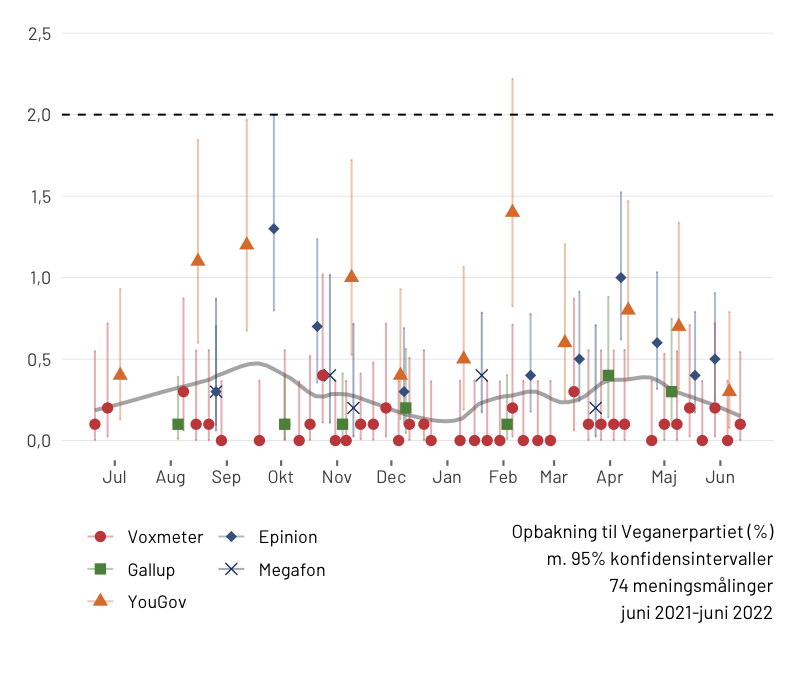 2,5
2,0
1,5
1,0
0,5
0,0
Jul Aug Sep Okt Nov Dec Jan Feb Mar Apr Maj Jun
Voxmeter Epinion
Gallup Megafon
YouGov
Opbakning til Veganerpartiet (%)
m. 95% konfidensintervaller
74 meningsmålinger
juni 2021-juni 2022